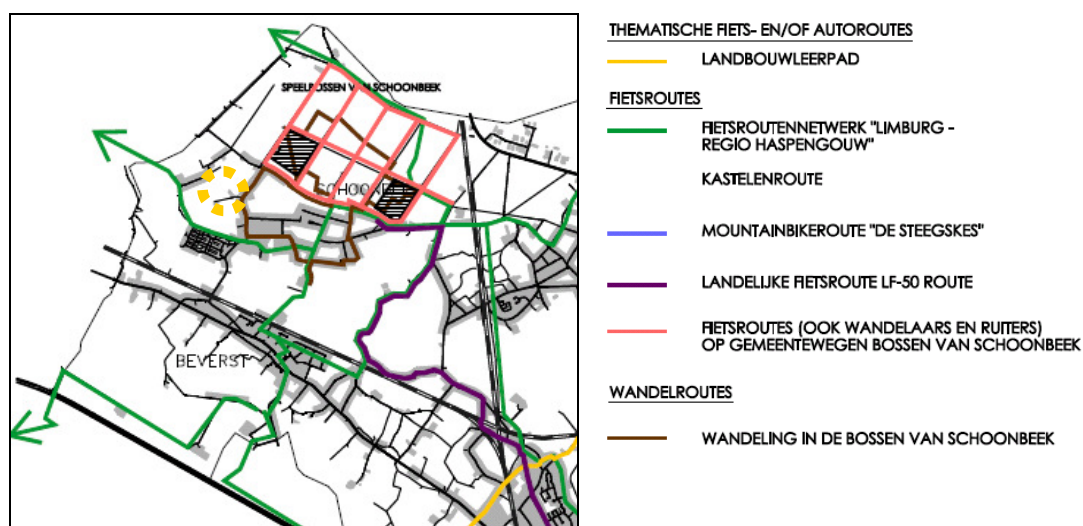 SPEELBOSSEN VAN SCHOONBEEK
BEVERST
THEMATISCHE FIETS- EN/OF AUTOROUTES
LANDBOUWLEERPAD
FIETSROUTES
FIETSROUTENNETWERK "LIMBURG -
REGIO HASPENGOUW"
KASTELENROUTE
MOUNTAINBIKEROUTE "DE STEEGSKES"
LANDELIJKE FIETSROUTE LF-50 ROUTE
FIETSROUTES (OOK WANDELAARS EN RUITERS)
OP GEMEENTEWEGEN BOSSEN VAN SCHOONBEEK
WANDELROUTES
WANDELING IN DE BOSSEN VAN SCHOONBEEK